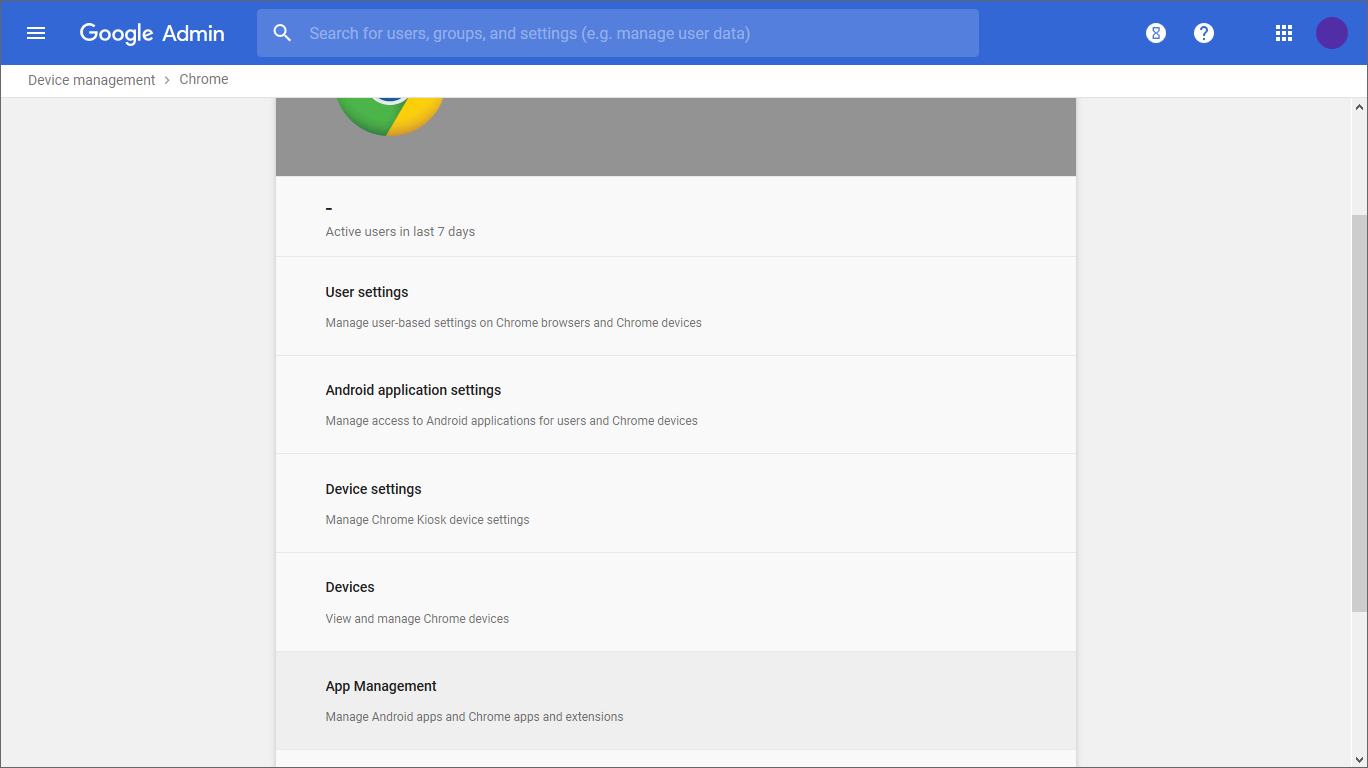 Google Admin
Search for users, groups, and settings (e.g. manage user data)
Device management > Chrome
-
Active users in last 7 days
User settings
Manage user-based settings on Chrome browsers and Chrome devices
Android application settings
Manage access to Android applications for users and Chrome devices
Device settings
Manage Chrome Kiosk device settings
Devices
View and manage Chrome devices
App Management
Manage Android apps and Chrome apps and extensions